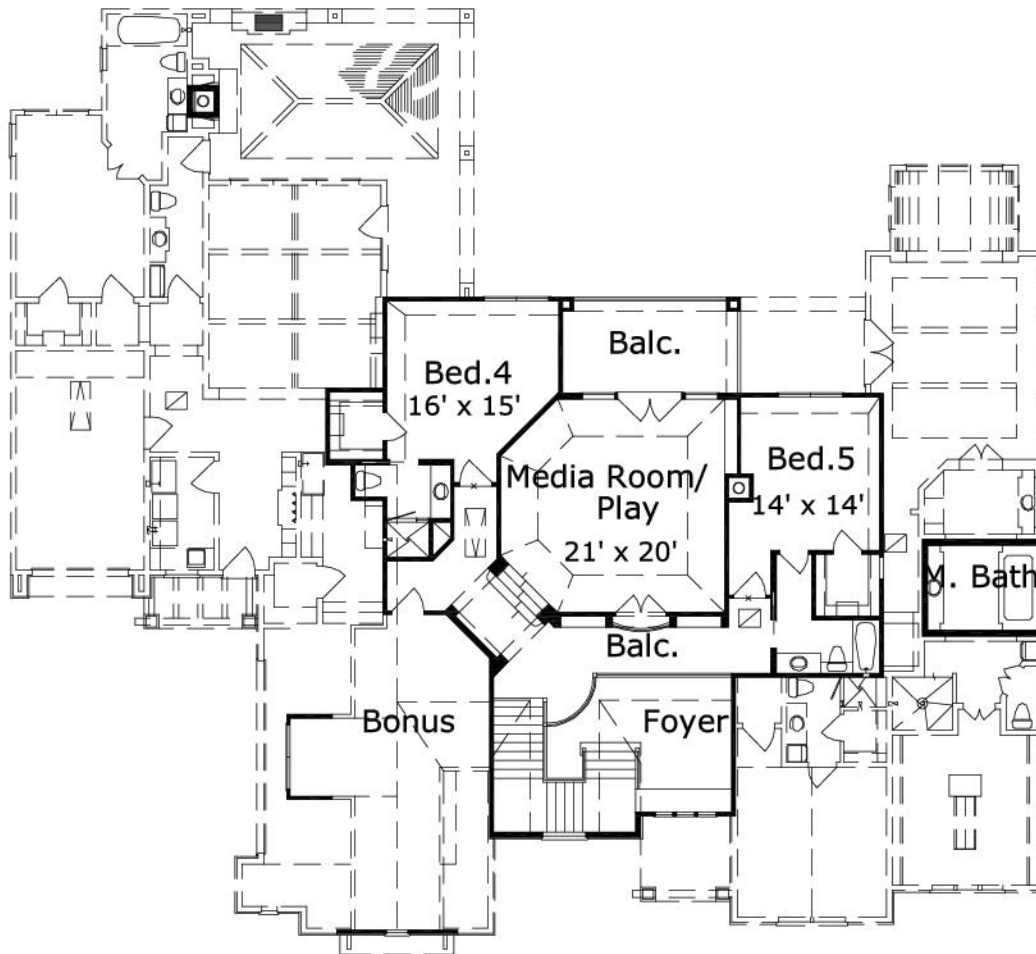 Balc.
Bed.4
16' x 15'
Bed.5
14' x 14'
Media Room/
Play
21' x 20'
M. Bath
Balc.
Bonus
Foyer